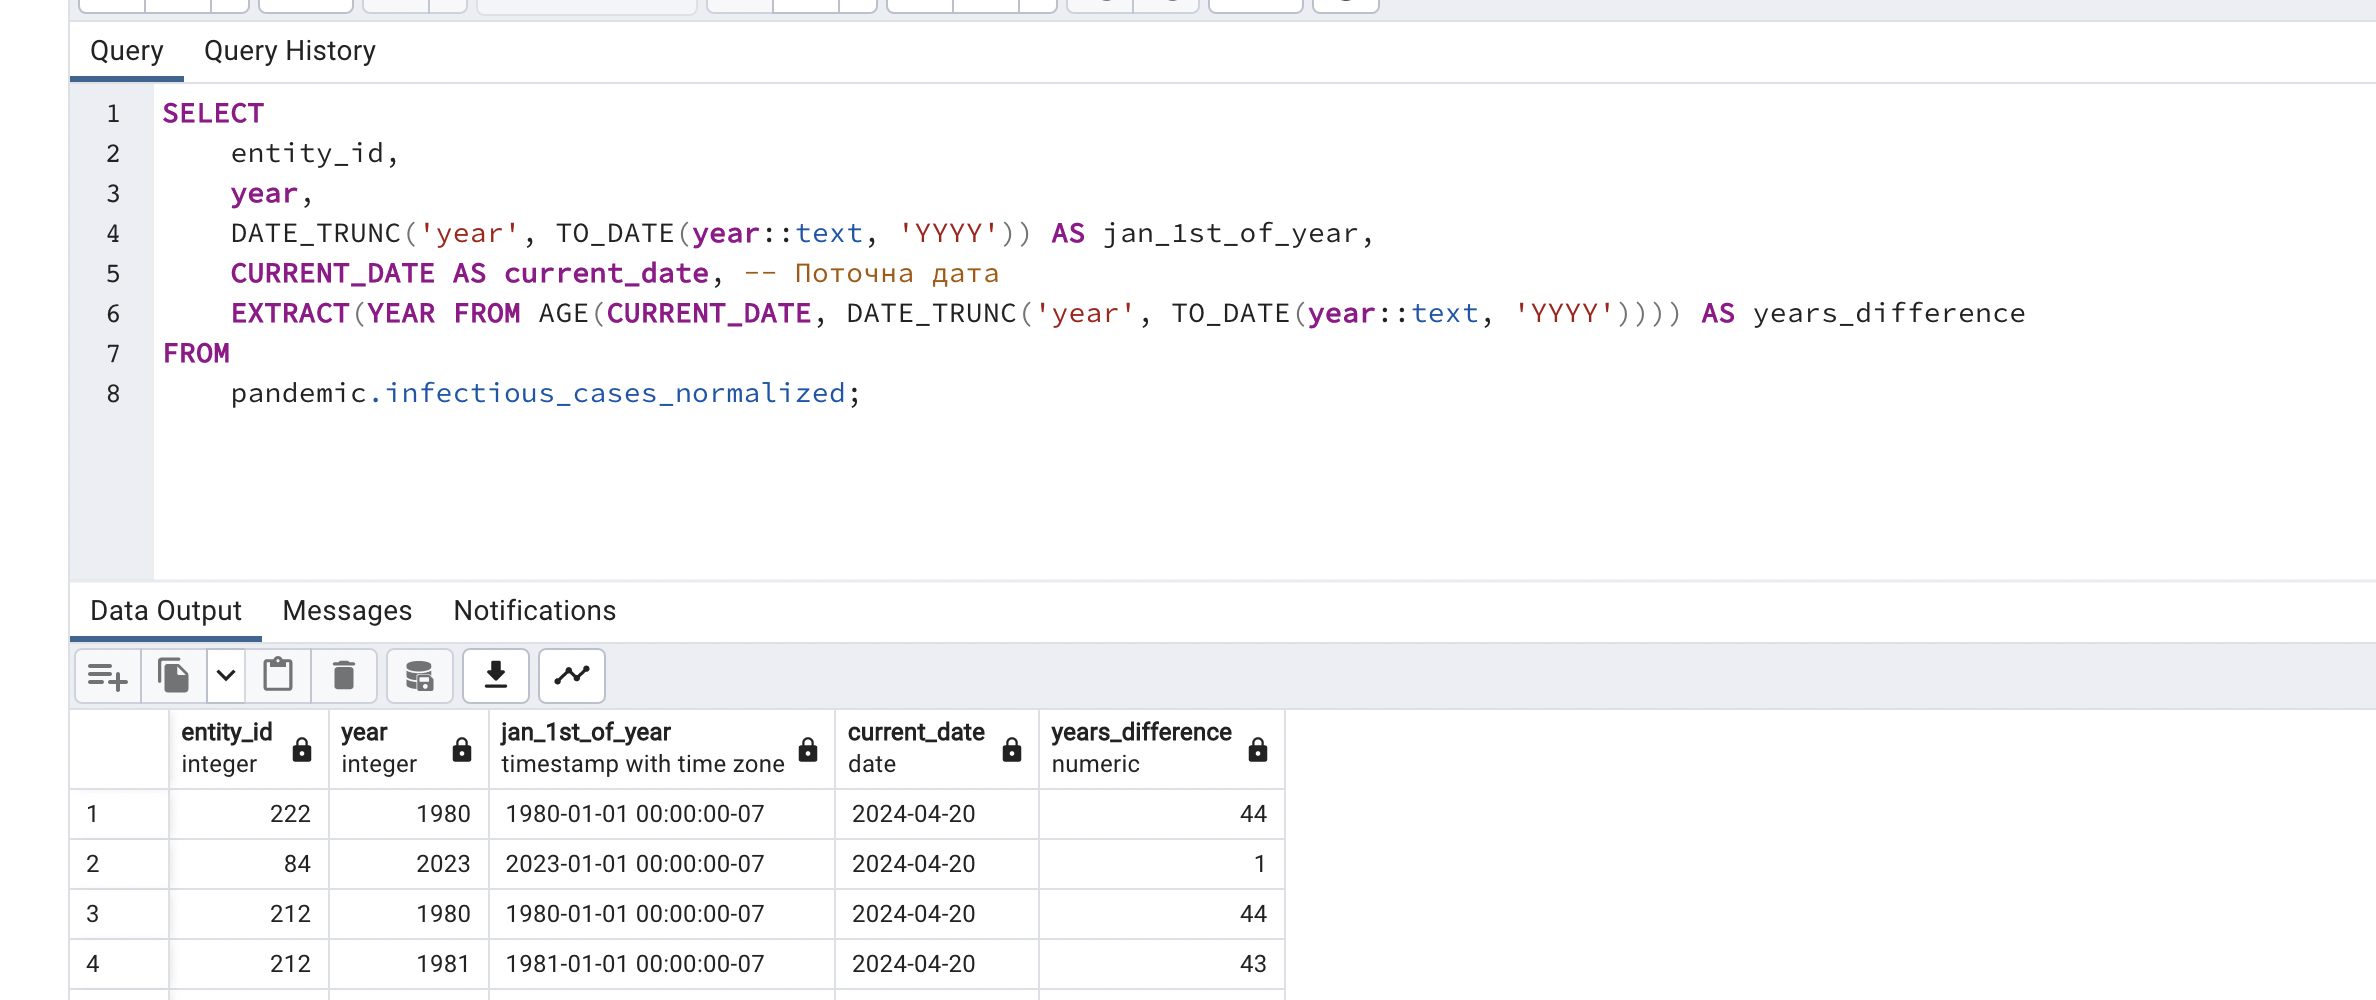 Query Query History
1 SELECT
2 entity_id,
3 year,
4 DATE_TRUNC('year', TO_DATE(year::text, 'YYYY')) AS jan_1st_of_year,
5 CURRENT_DATE AS current_date, -- Поточна дата
6 EXTRACT(YEAR FROM AGE(CURRENT_DATE, DATE_TRUNC('year', TO_DATE(year::text, 'YYYY')))) AS years_difference
7 FROM
8 pandemic.infectious_cases_normalized;
Data Output Messages Notifications
entity_id year jan_1st_of_year current_date years_difference
integer integer timestamp with time zone date numeric
1 222 1980 1980-01-01 00:00:00-07 2024-04-20 44
2 84 2023 2023-01-01 00:00:00-07 2024-04-20 1
3 212 1980 1980-01-01 00:00:00-07 2024-04-20 44
4 212 1981 1981-01-01 00:00:00-07 2024-04-20 43